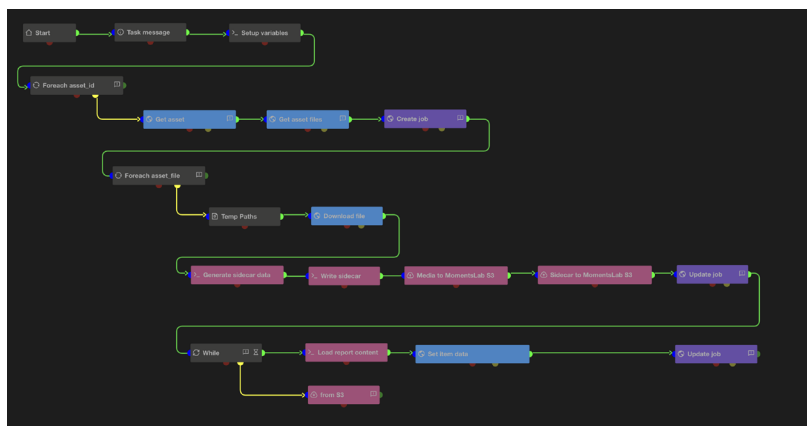 Start
Task message
Setup variables
Foreach asset_id
Get asset
Get asset files
Create job
Foreach asset_file
Temp Paths
Download file
Generate sidecar data
Write sidecar
Media to MomentsLab S3
Sidecar to MomentsLab S3
Update job
While
Load report content
Set item data
Update job
from S3